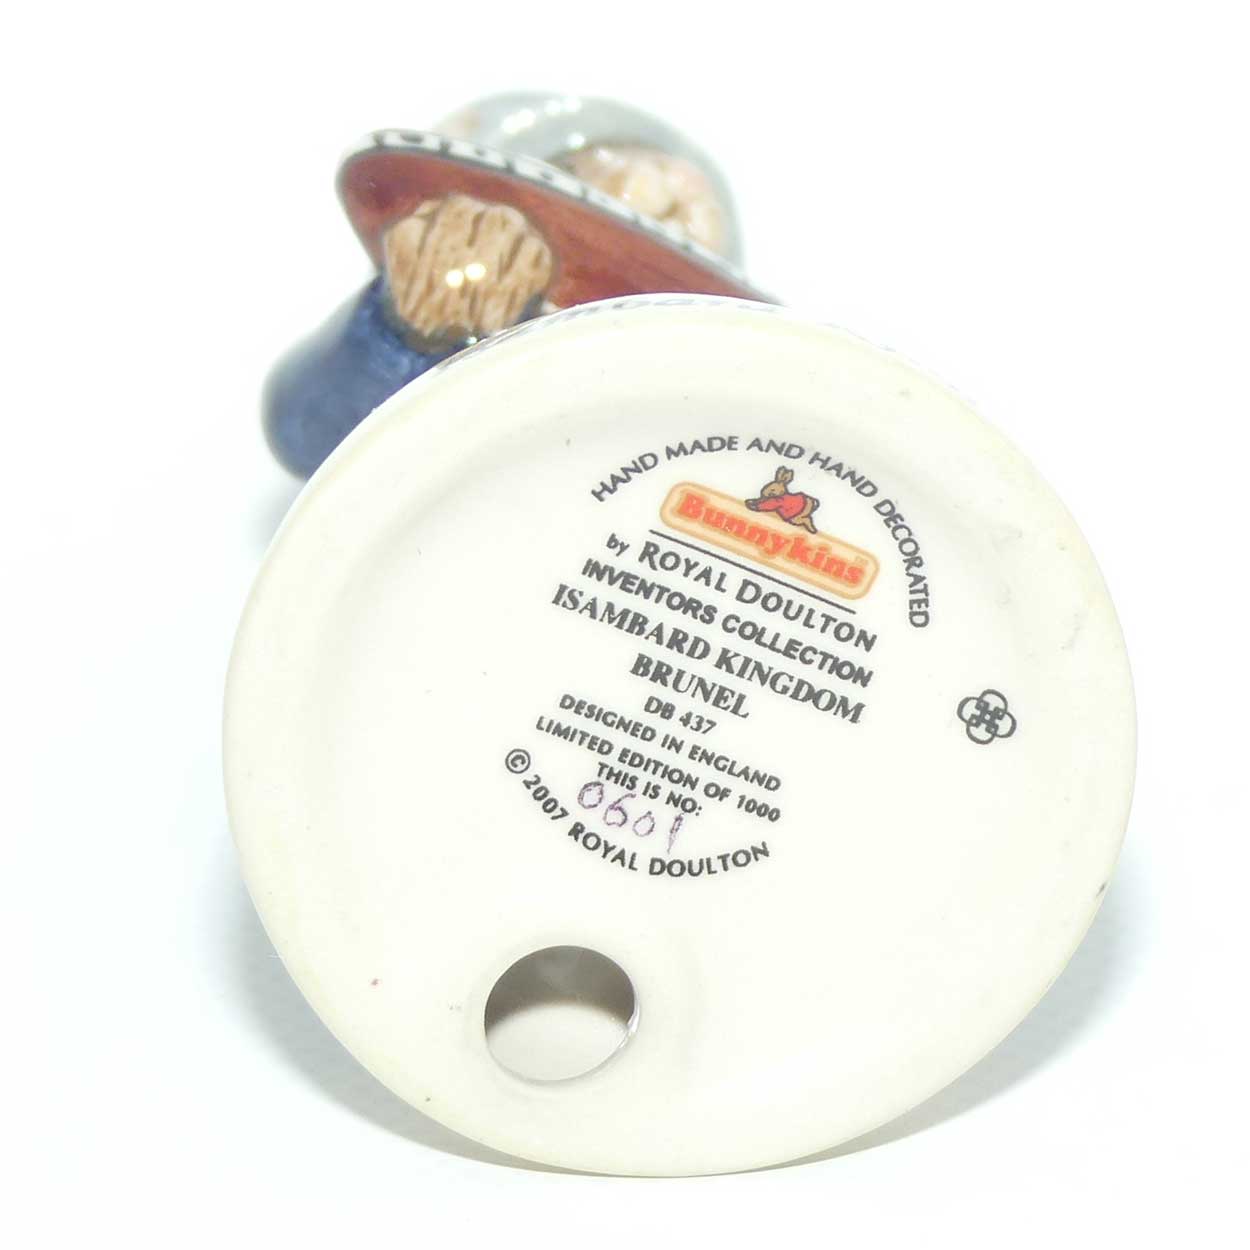 HAND MADE AND HAND DECORATED
Bunnykins
by ROYAL DOULTON
INVENTORS COLLECTION
ISAMBARD KINGDOM
BRUNEL
DB 437
DESIGNED IN ENGLAND
LIMITED EDITION OF 1000
THIS IS NO:
0601
© 2007 ROYAL DOULTON